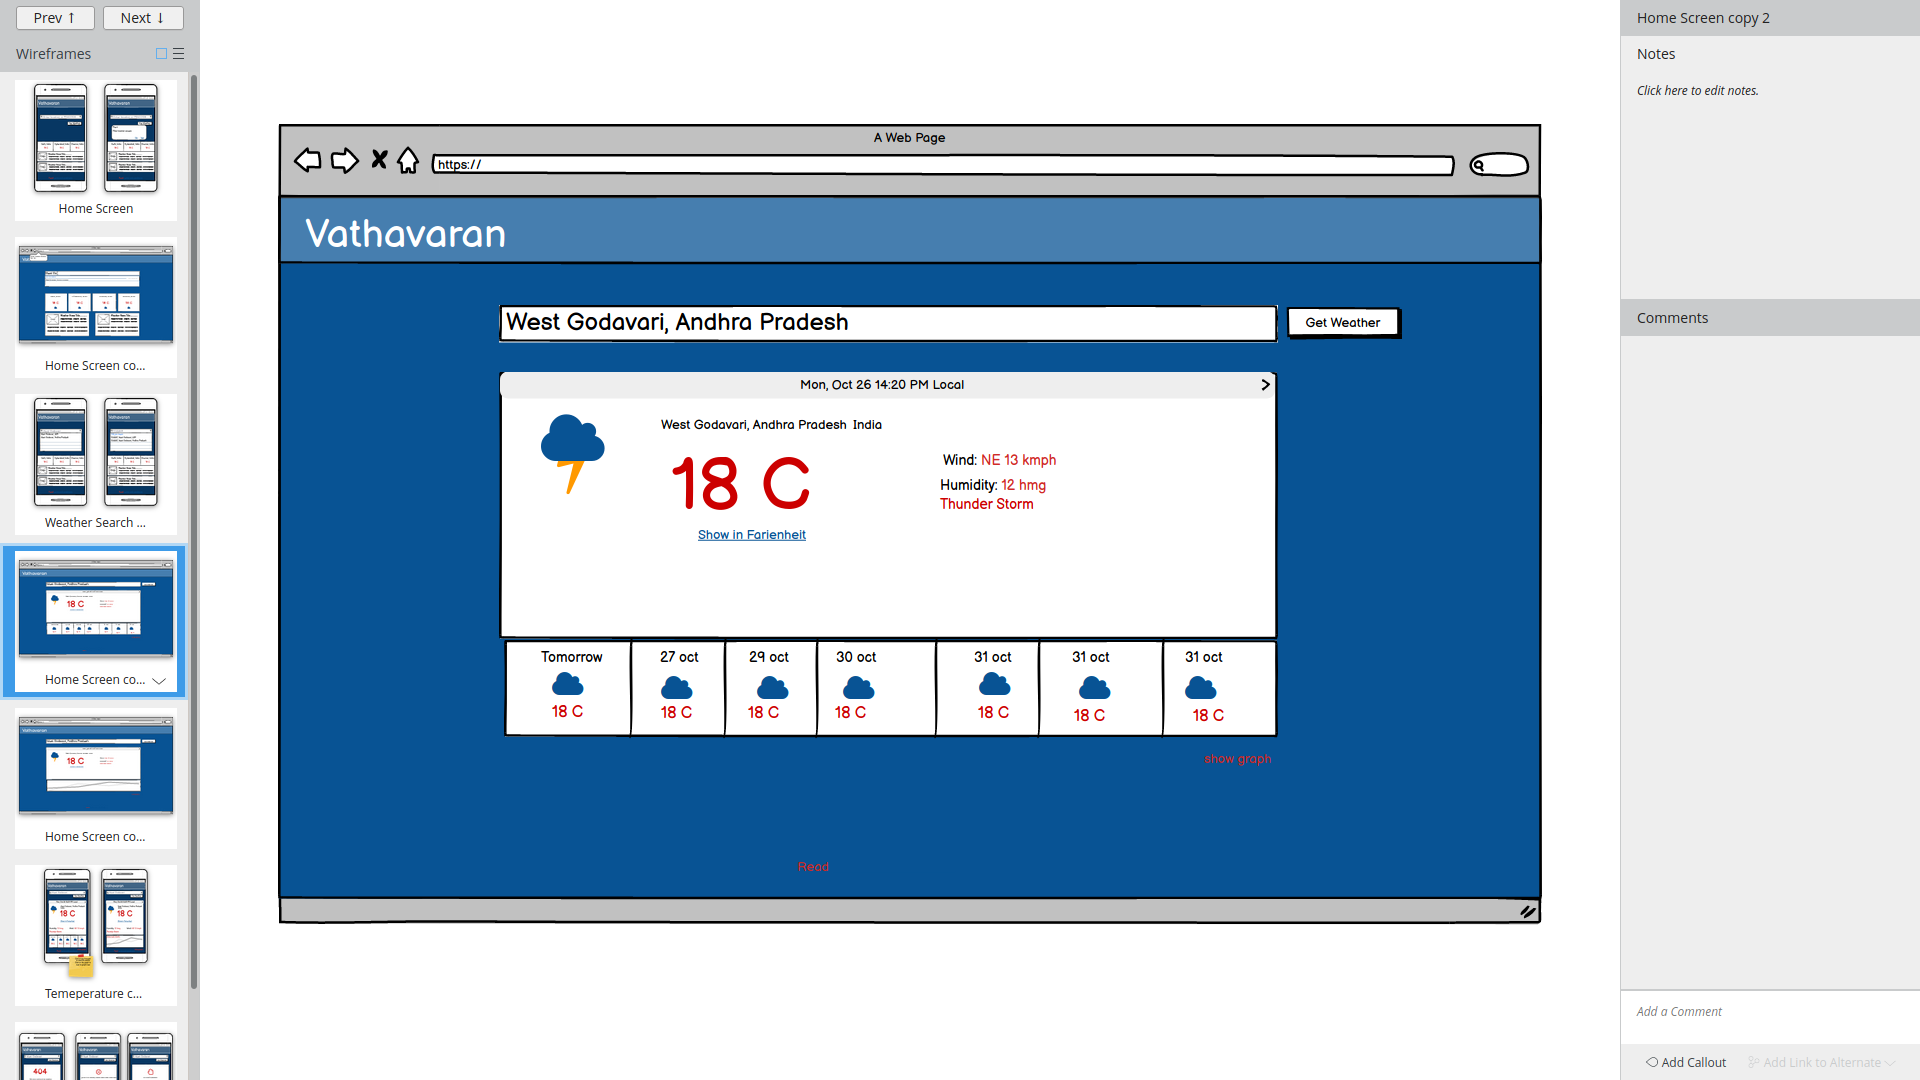 Prev ↑ Next ↓
Wireframes
Home Screen
Home Screen co...
Weather Search ...
Home Screen co...
Home Screen co...
Temeperature c...
A Web Page
https://
Vathavaran
West Godavari, Andhra Pradesh
Get Weather
Mon, Oct 26 14:20 PM Local
West Godavari, Andhra Pradesh India
18 C
Wind: NE 13 kmph
Humidity: 12 hmg
Thunder Storm
Show in Farienheit
Tomorrow 27 oct 29 oct 30 oct 31 oct 31 oct 31 oct
18 C 18 C 18 C 18 C 18 C 18 C 18 C
show graph
Read
Home Screen copy 2
Notes
Click here to edit notes.
Comments
Add a Comment
Add Callout Add Link to Alternate